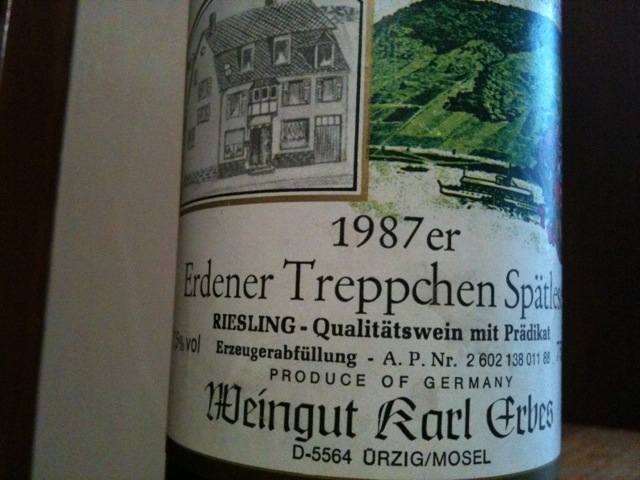 1987er
Erdener Treppchen
RIESLING - Qualitätswein mit Prädikat
% vol
Erzeugerabfüllung - A. P. Nr. 2 602 138 011 88
PRODUCE OF GERMANY
Weingut Karl Erbes
D-5564 ÜRZIG/MOSEL